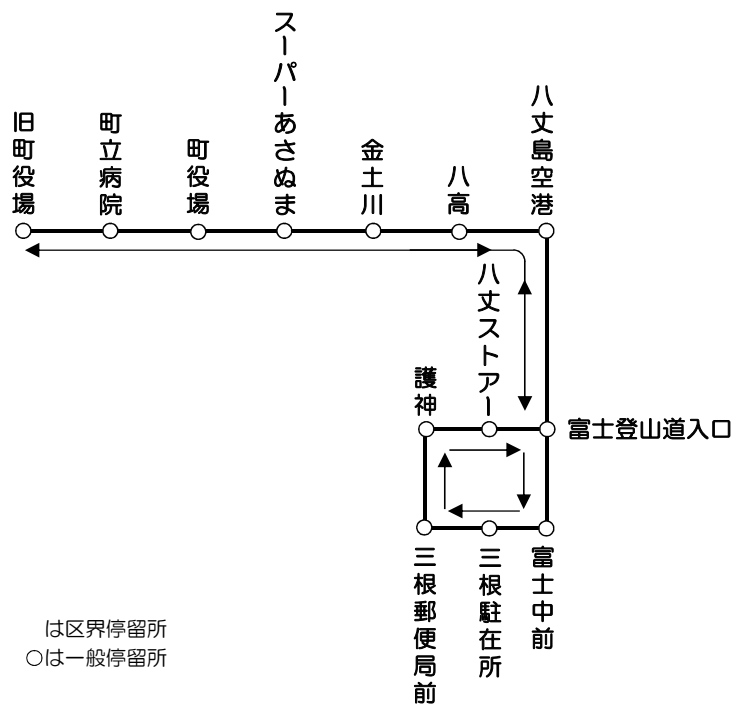 旧町役場
町立病院
町役場
スーパーあさぬま
金土川
八高
八丈島空港
八丈ストアー
護神
富士登山道入口
三根郵便局前
三根駐在所
富士中前
は区界停留所
○は一般停留所